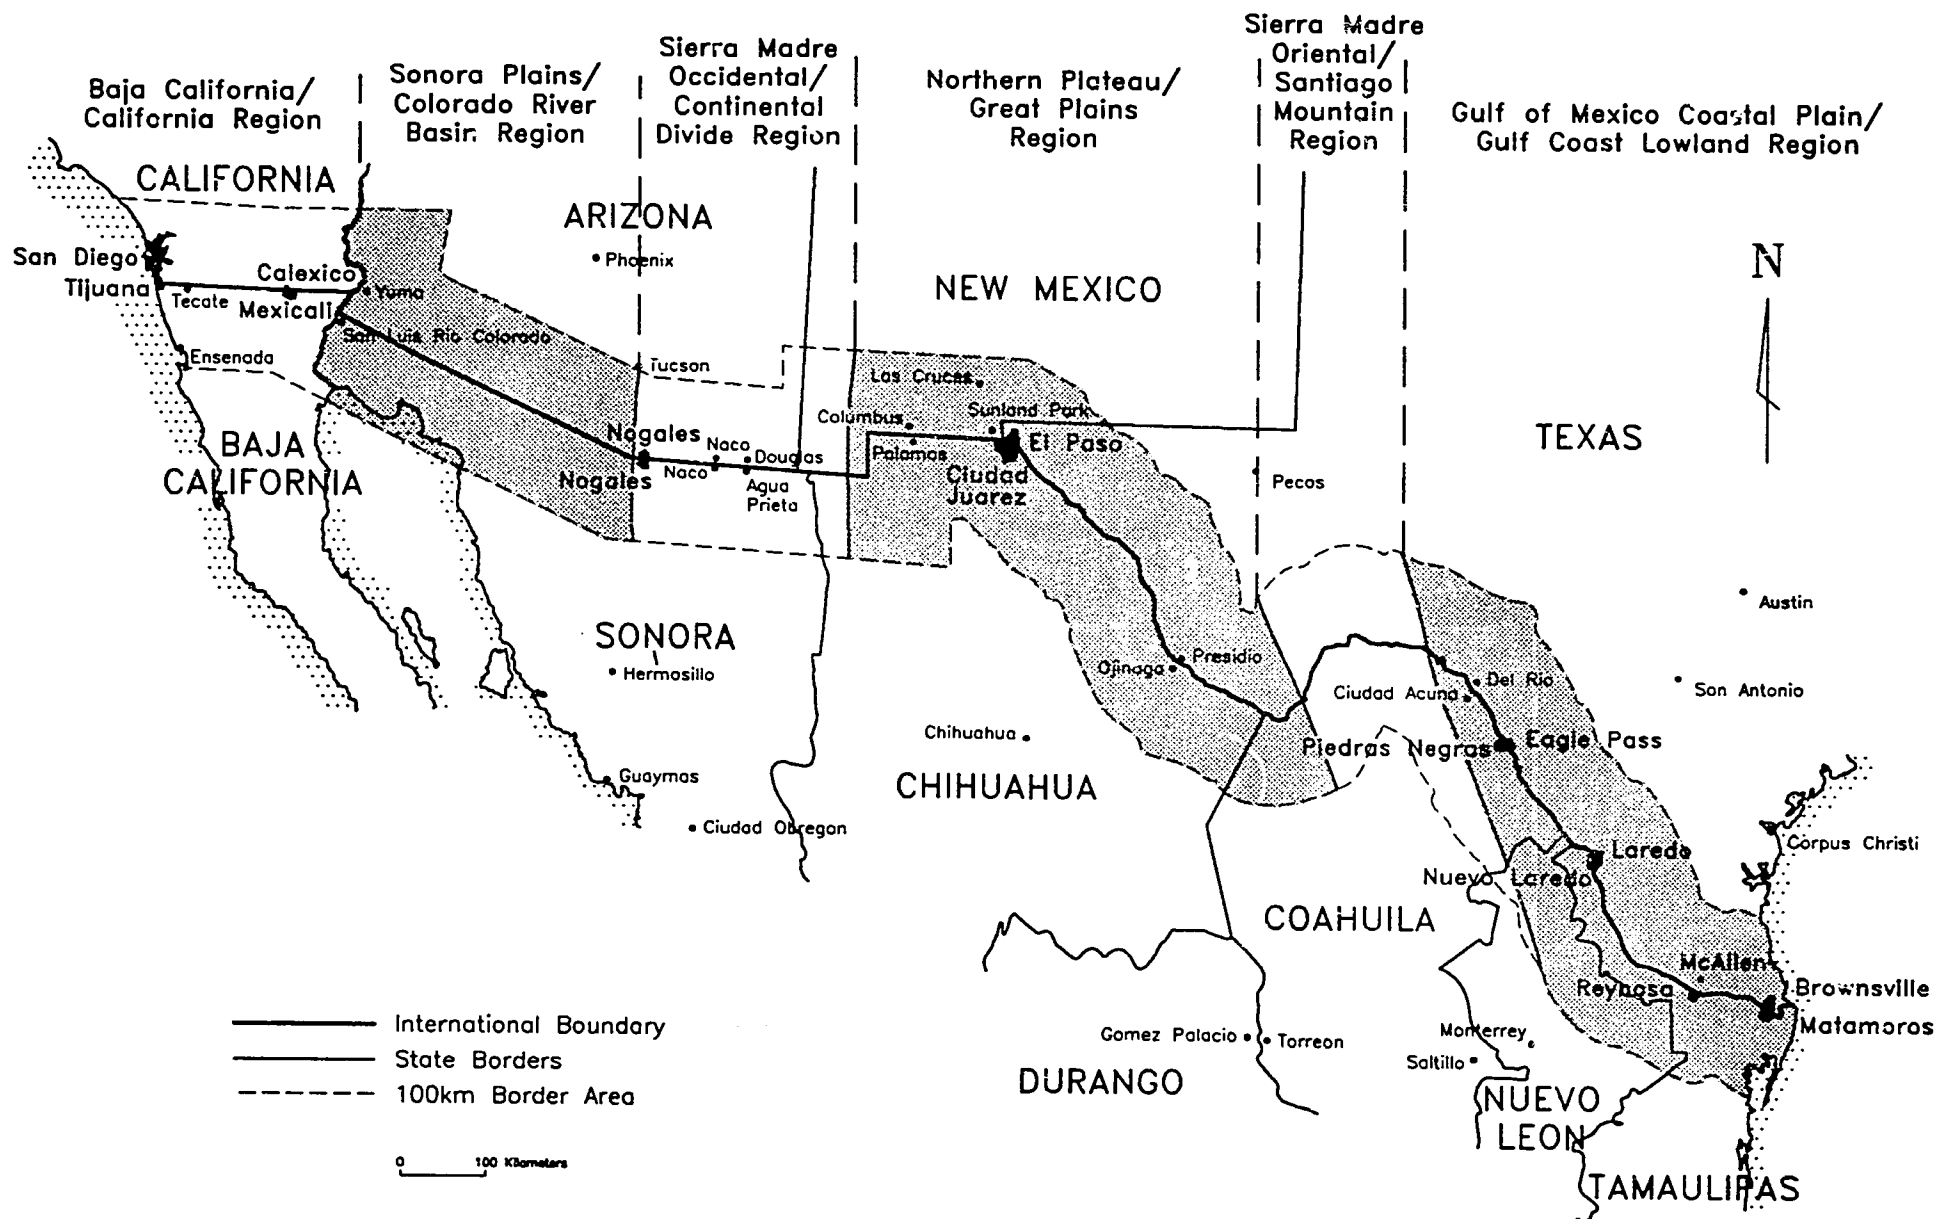 Baja California/
California Region
Sonora Plains/
Colorado River
Basin Region
Sierra Madre
Occidental/
Continental
Divide Region
Northern Plateau/
Great Plains
Region
Sierra Madre
Oriental/
Santiago
Mountain
Region
Gulf of Mexico Coastal Plain/
Gulf Coast Lowland Region
CALIFORNIA
ARIZONA
NEW MEXICO
TEXAS
N
San Diego
Tijuana
Tecate
Calexico
Mexicali
Yuma
San Luis Rio Colorado
Ensenada
Phoenix
Tucson
BAJA
CALIFORNIA
Nogales
Nogales
Naco
Naco
Douglas
Agua
Prieta
Las Cruces
Columbus
Palomas
Sunland Park
El Paso
Ciudad
Juarez
Pecos
Austin
San Antonio
SONORA
Hermosillo
Guaymas
Ciudad Obregon
Chihuahua
CHIHUAHUA
Ojinaga
Presidio
Ciudad Acuna
Del Rio
Piedras Negras
Eagle Pass
Laredo
Nuevo Laredo
Corpus Christi
COAHUILA
McAllen
Reynosa
Brownsville
Matamoros
Gomez Palacio
Torreon
Monterrey
Saltillo
DURANGO
NUEVO
LEON
TAMAULIPAS
International Boundary
State Borders
100km Border Area
0 100 Kilometers